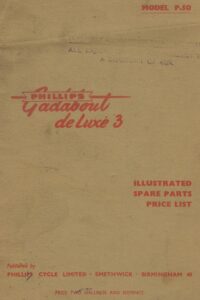 MODEL P.50
PHILLIPS
Gadabout
de Luxe 3
ILLUSTRATED
SPARE PARTS
PRICE LIST
Published by
PHILLIPS CYCLE LIMITED · SMETHWICK · BIRMINGHAM 40
PRICE